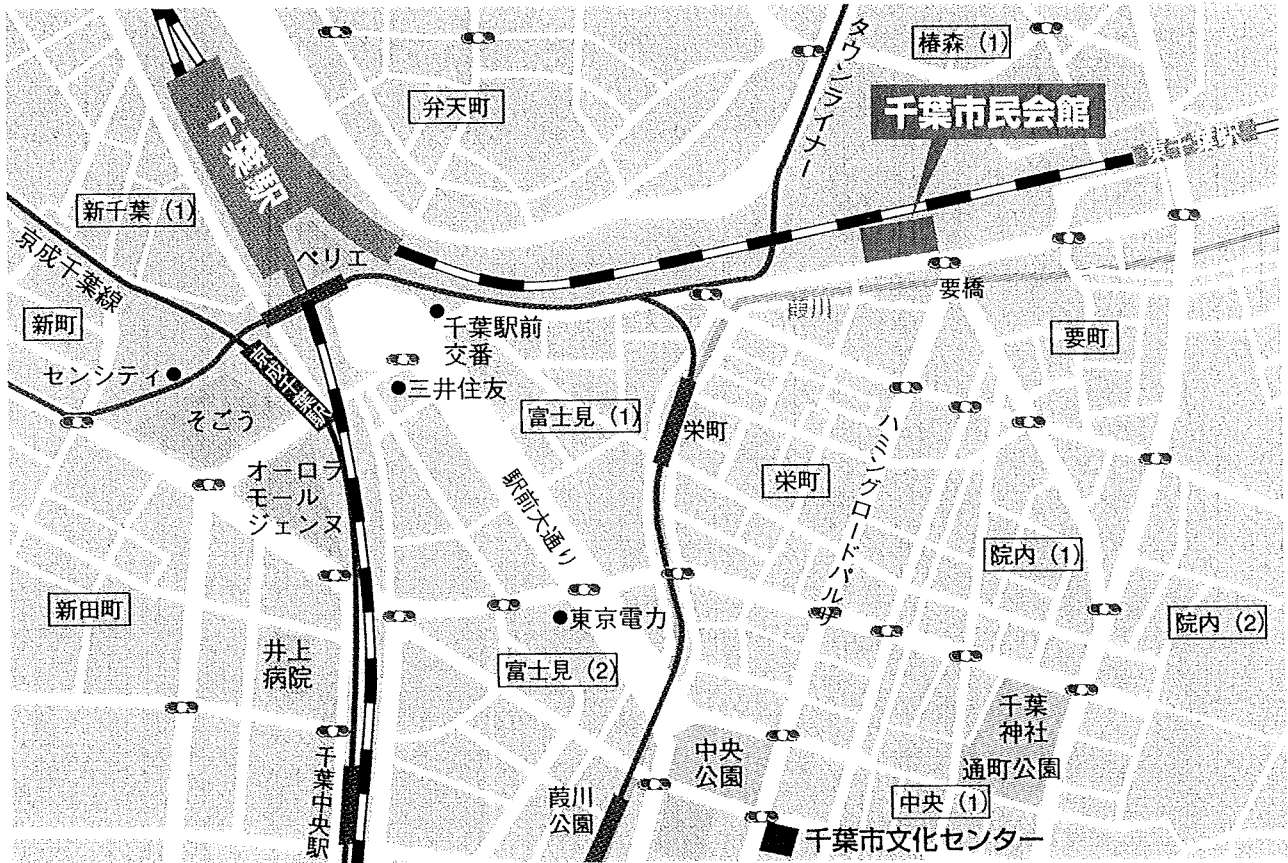 椿森 (1)
タウンライナー
弁天町
千葉市民会館
千葉駅
東千葉駅
新千葉 (1)
京成千葉線
ペリエ
新町
千葉駅前
交番
葭川
要橋
要町
センシティ
京成千葉駅
三井住友
そごう
富士見 (1)
栄町
オーロラ
モール
ジェンヌ
駅前大通り
栄町
ハミングロードパルサ
院内 (1)
新田町
東京電力
院内 (2)
井上
病院
富士見 (2)
千葉
神社
中央
公園
通町公園
千葉中央駅
葭川
公園
中央 (1)
千葉市文化センター